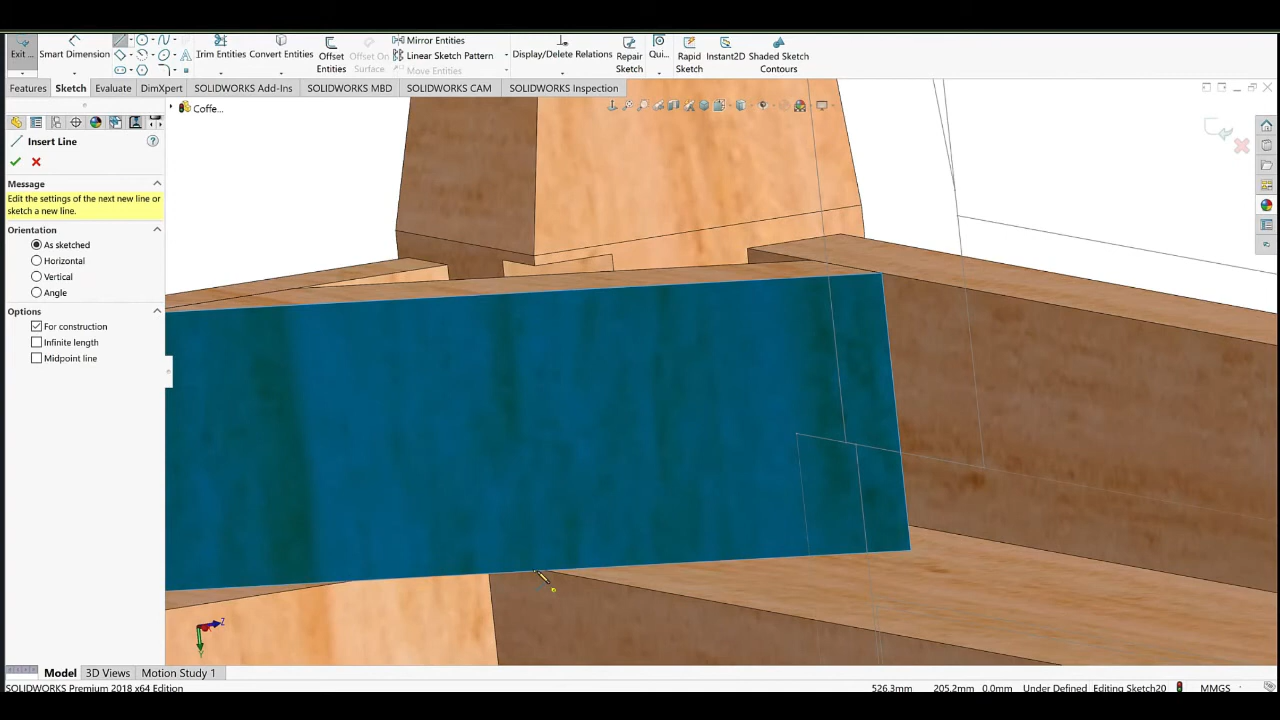 Exit ...
Smart Dimension
Trim Entities
Convert Entities
Offset
Entities
Offset On
Surface
Mirror Entities
Linear Sketch Pattern
Move Entities
Display/Delete Relations
Repair
Sketch
Qui...
Rapid
Sketch
Instant2D
Shaded Sketch
Contours
Features
Sketch
Evaluate
DimXpert
SOLIDWORKS Add-Ins
SOLIDWORKS MBD
SOLIDWORKS CAM
SOLIDWORKS Inspection
Coffe...
Insert Line
Message
Edit the settings of the next new line or
sketch a new line.
Orientation
As sketched
Horizontal
Vertical
Angle
Options
For construction
Infinite length
Midpoint line
Z
Model
3D Views
Motion Study 1
SOLIDWORKS Premium 2018 x64 Edition
526.3mm 205.2mm 0.0mm Under Defined Editing Sketch20 MMGS